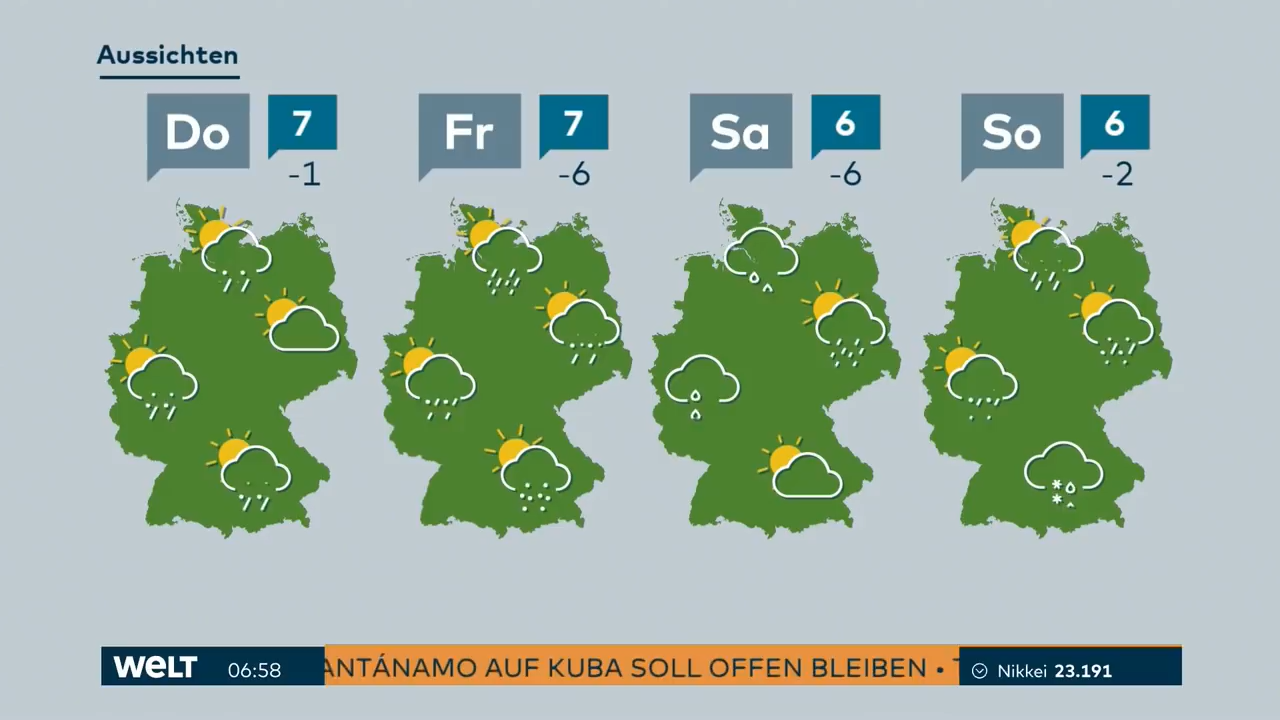 Aussichten
Do 7 -1
Fr 7 -6
Sa 6 -6
So 6 -2
WELT 06:58 ANTÁNAMO AUF KUBA SOLL OFFEN BLEIBEN • Nikkei 23.191